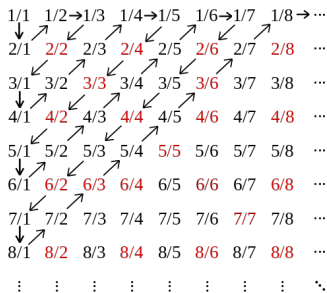 1/1 1/2 → 1/3 1/4 → 1/5 1/6 → 1/7 1/8 → ⋯
2/1 2/2 2/3 2/4 2/5 2/6 2/7 2/8 ⋯
3/1 3/2 3/3 3/4 3/5 3/6 3/7 3/8 ⋯
4/1 4/2 4/3 4/4 4/5 4/6 4/7 4/8 ⋯
5/1 5/2 5/3 5/4 5/5 5/6 5/7 5/8 ⋯
6/1 6/2 6/3 6/4 6/5 6/6 6/7 6/8 ⋯
7/1 7/2 7/3 7/4 7/5 7/6 7/7 7/8 ⋯
8/1 8/2 8/3 8/4 8/5 8/6 8/7 8/8 ⋯
⋮ ⋮ ⋮ ⋮ ⋮ ⋮ ⋮ ⋮ ⋱